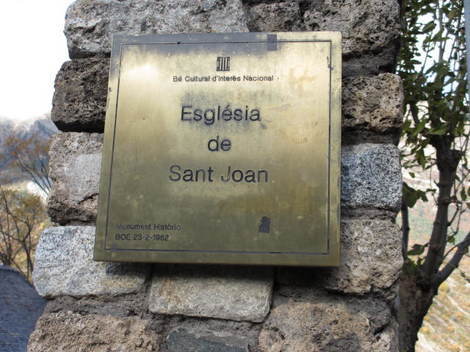 Bé Cultural d'Interès Nacional
Església
de
Sant Joan
Monument Històric
BOE 23-2-1962